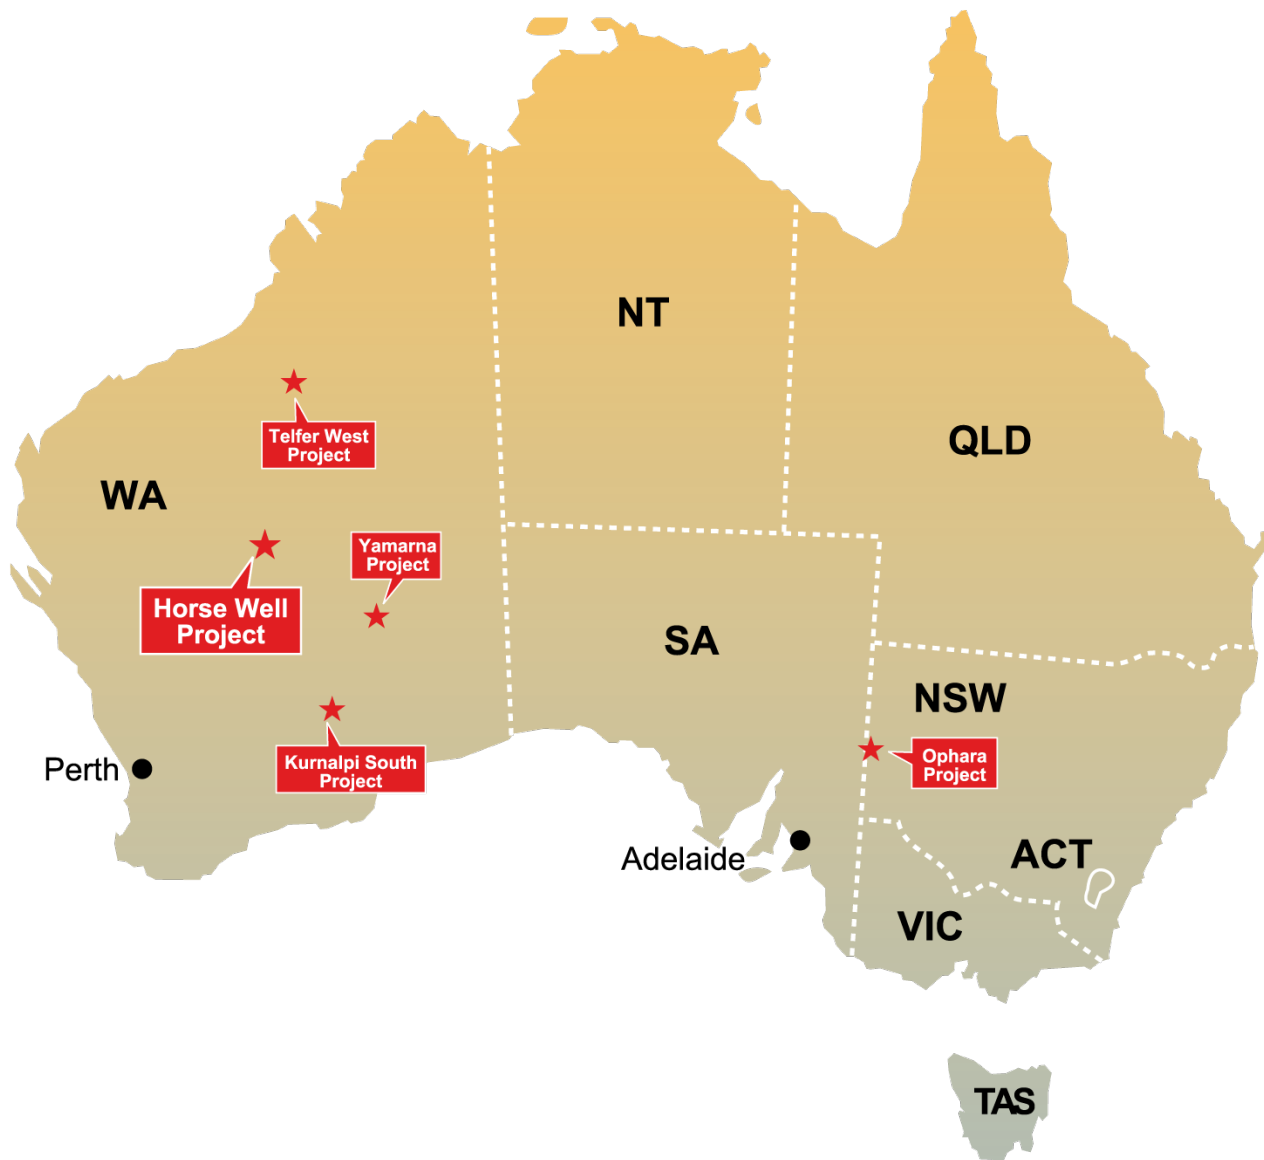 NT
Telfer West
Project
QLD
WA
Yamarna
Project
Horse Well
Project
SA
NSW
Kurnalpi South
Project
Perth
Ophara
Project
Adelaide
ACT
VIC
TAS